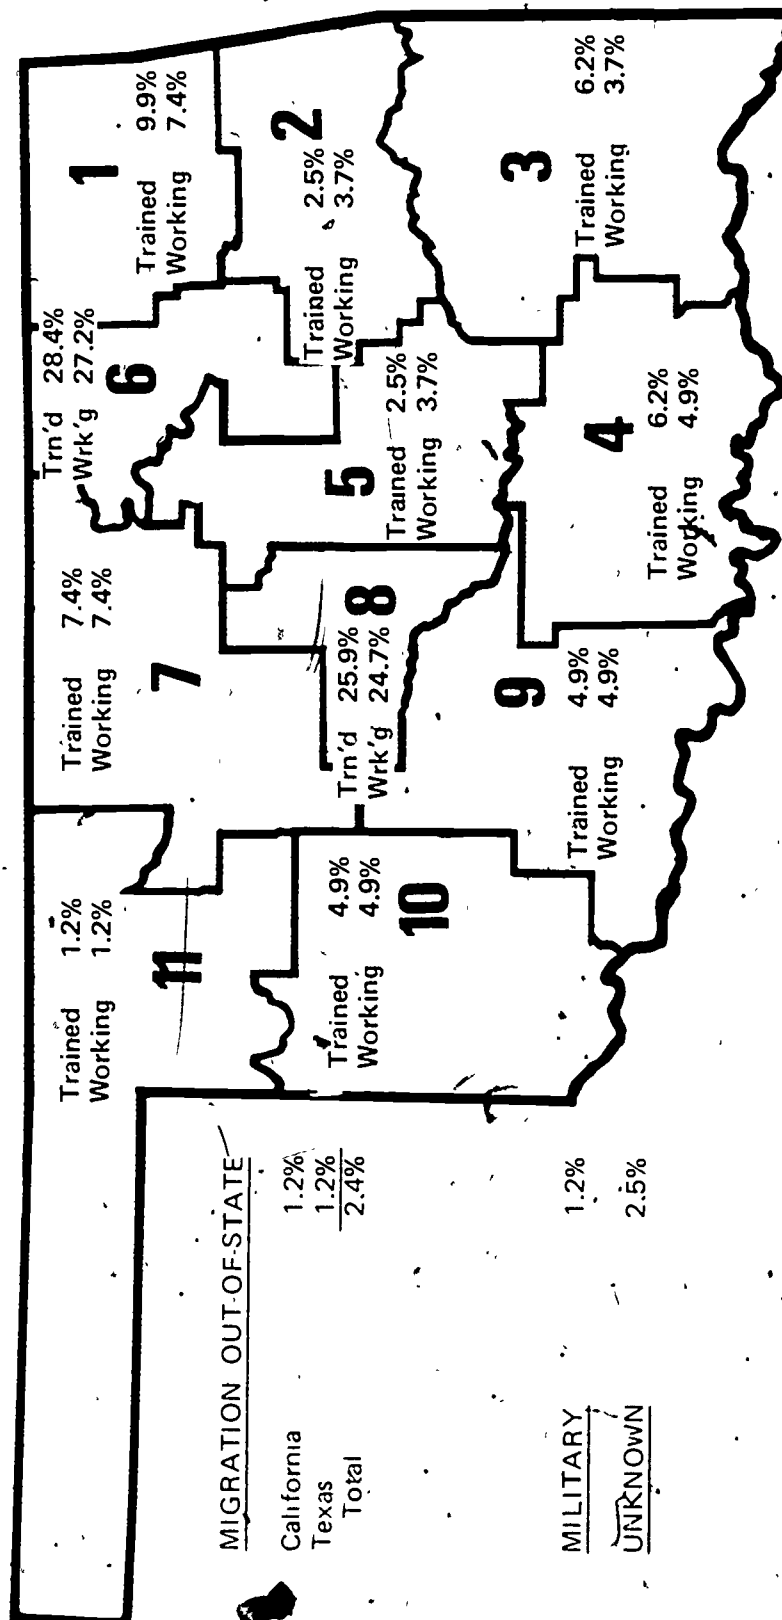 11
Trained 1.2%
Working 1.2%
7
Trained 7.4%
Working 7.4%
Trn'd 28.4%
Wrk'g 27.2%
6
1
Trained 9.9%
Working 7.4%
2
Trained 2.5%
Working 3.7%
5
Trained 2.5%
Working 3.7%
8
Trn'd 25.9%
Wrk'g 24.7%
10
Trained 4.9%
Working 4.9%
9
Trained 4.9%
Working 4.9%
4
Trained 6.2%
Working 4.9%
3
Trained 6.2%
Working 3.7%
MIGRATION OUT-OF-STATE
California 1.2%
Texas 1.2%
Total 2.4%
MILITARY 1.2%
UNKNOWN 2.5%